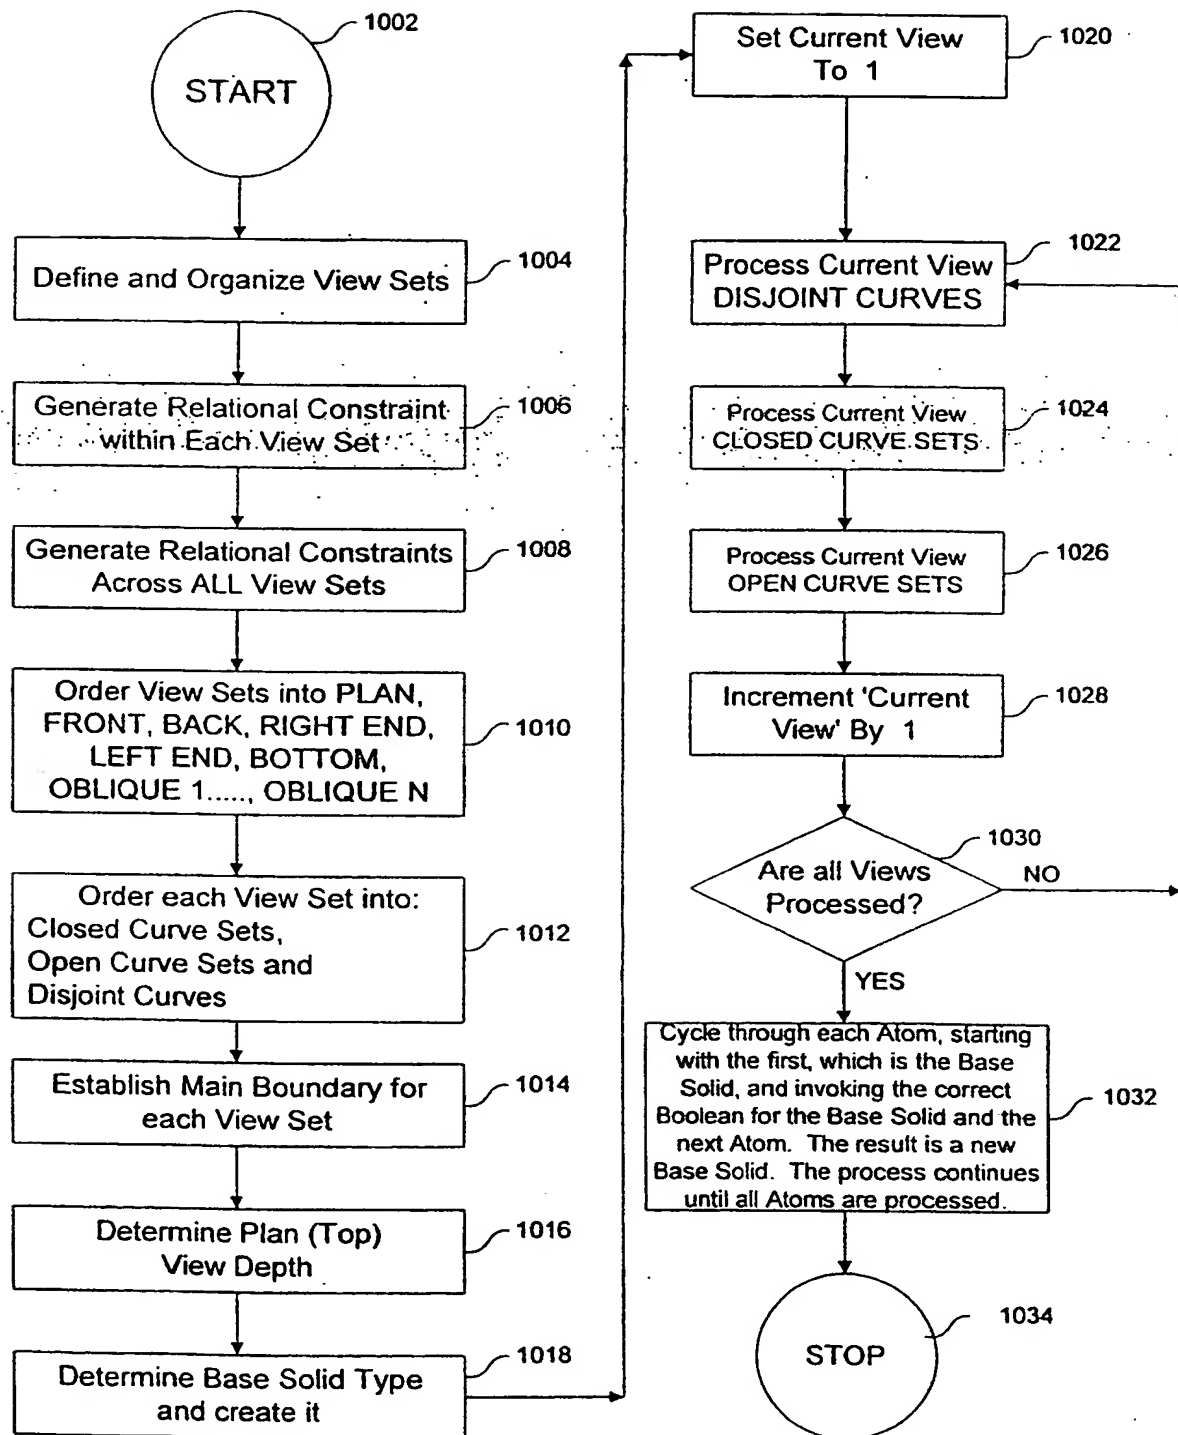 1002
START
Define and Organize View Sets
1004
Generate Relational Constraint
within Each View Set
1006
Generate Relational Constraints
Across ALL View Sets
1008
Order View Sets into PLAN,
FRONT, BACK, RIGHT END,
LEFT END, BOTTOM,
OBLIQUE 1....., OBLIQUE N
1010
Order each View Set into:
Closed Curve Sets,
Open Curve Sets and
Disjoint Curves
1012
Establish Main Boundary for
each View Set
1014
Determine Plan (Top)
View Depth
1016
Determine Base Solid Type
and create it
1018
Set Current View
To 1
1020
Process Current View
DISJOINT CURVES
1022
Process Current View
CLOSED CURVE SETS
1024
Process Current View
OPEN CURVE SETS
1026
Increment 'Current
View' By 1
1028
Are all Views
Processed?
1030
NO
YES
Cycle through each Atom, starting
with the first, which is the Base
Solid, and invoking the correct
Boolean for the Base Solid and the
next Atom. The result is a new
Base Solid. The process continues
until all Atoms are processed.
1032
STOP
1034